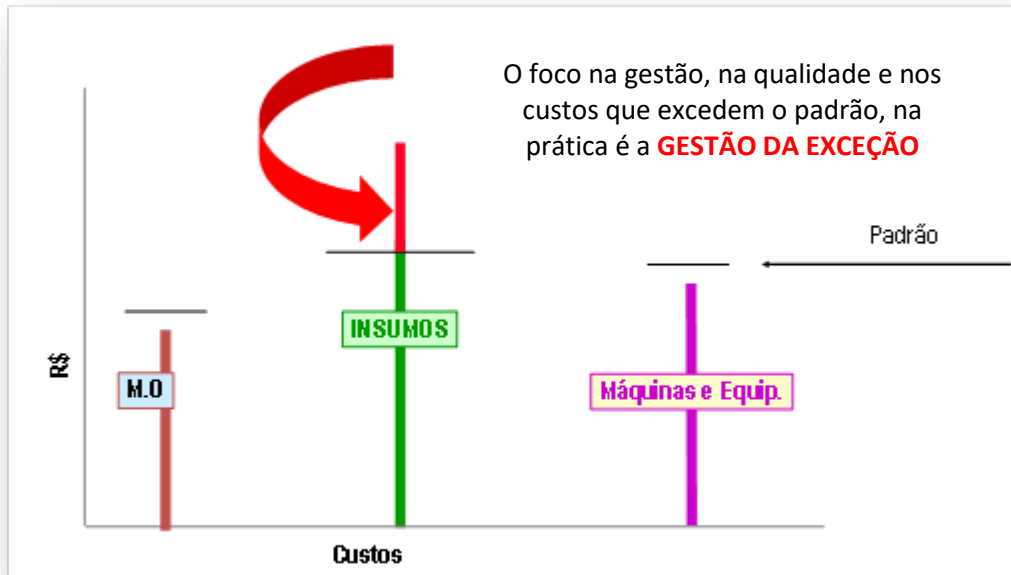 O foco na gestão, na qualidade e nos
custos que excedem o padrão, na
prática é a GESTÃO DA EXCEÇÃO
Padrão
INSUMOS
M.O
Máquinas e Equip.
R$
Custos